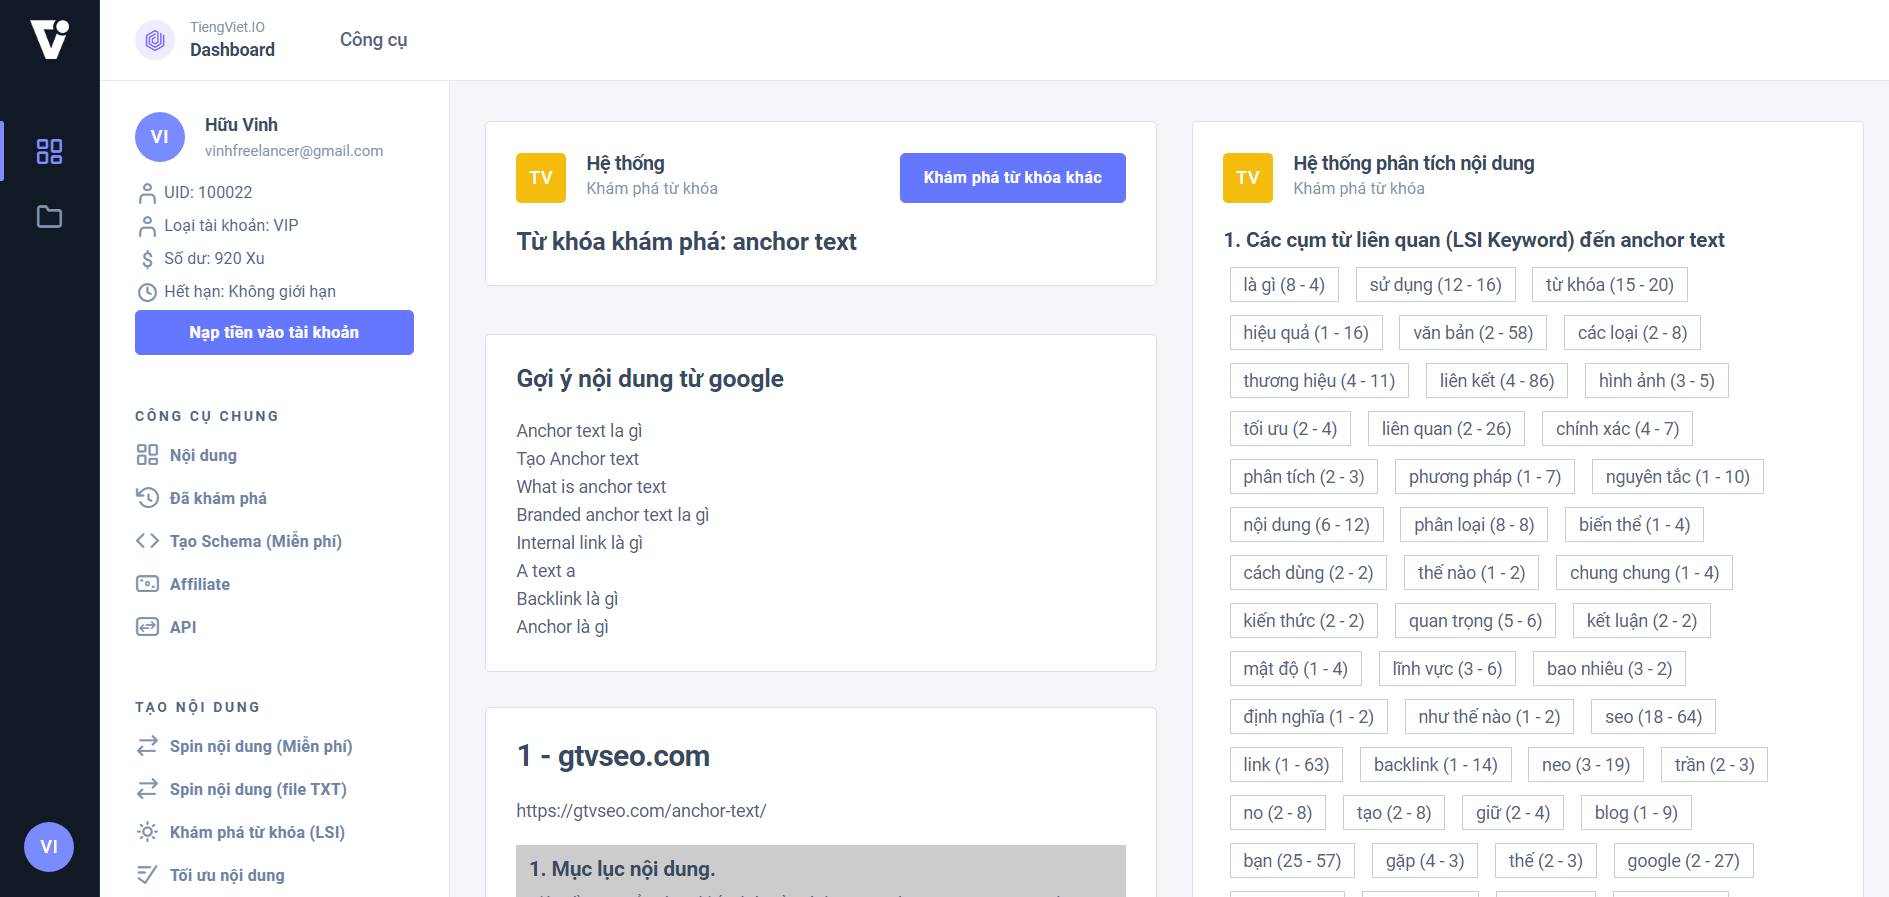 TiengViet.IO
Dashboard
Công cụ
VI
Hữu Vinh
vinhfreelancer@gmail.com
UID: 100022
Loại tài khoản: VIP
Số dư: 920 Xu
Hết hạn: Không giới hạn
Nạp tiền vào tài khoản
CÔNG CỤ CHUNG
Nội dung
Đã khám phá
Tạo Schema (Miễn phí)
Affiliate
API
TẠO NỘI DUNG
Spin nội dung (Miễn phí)
Spin nội dung (file TXT)
Khám phá từ khóa (LSI)
Tối ưu nội dung
VI
TV
Hệ thống
Khám phá từ khóa
Khám phá từ khóa khác
Từ khóa khám phá: anchor text
Gợi ý nội dung từ google
Anchor text la gì
Tạo Anchor text
What is anchor text
Branded anchor text la gì
Internal link là gì
A text a
Backlink là gì
Anchor là gì
1 - gtvseo.com
https://gtvseo.com/anchor-text/
1. Mục lục nội dung.
TV
Hệ thống phân tích nội dung
Khám phá từ khóa
1. Các cụm từ liên quan (LSI Keyword) đến anchor text
là gì (8 - 4) sử dụng (12 - 16) từ khóa (15 - 20)
hiệu quả (1 - 16) văn bản (2 - 58) các loại (2 - 8)
thương hiệu (4 - 11) liên kết (4 - 86) hình ảnh (3 - 5)
tối ưu (2 - 4) liên quan (2 - 26) chính xác (4 - 7)
phân tích (2 - 3) phương pháp (1 - 7) nguyên tắc (1 - 10)
nội dung (6 - 12) phân loại (8 - 8) biến thể (1 - 4)
cách dùng (2 - 2) thế nào (1 - 2) chung chung (1 - 4)
kiến thức (2 - 2) quan trọng (5 - 6) kết luận (2 - 2)
mật độ (1 - 4) lĩnh vực (3 - 6) bao nhiêu (3 - 2)
định nghĩa (1 - 2) như thế nào (1 - 2) seo (18 - 64)
link (1 - 63) backlink (1 - 14) neo (3 - 19) trần (2 - 3)
no (2 - 8) tạo (2 - 8) giữ (2 - 4) blog (1 - 9)
bạn (25 - 57) gặp (4 - 3) thế (2 - 3) google (2 - 27)